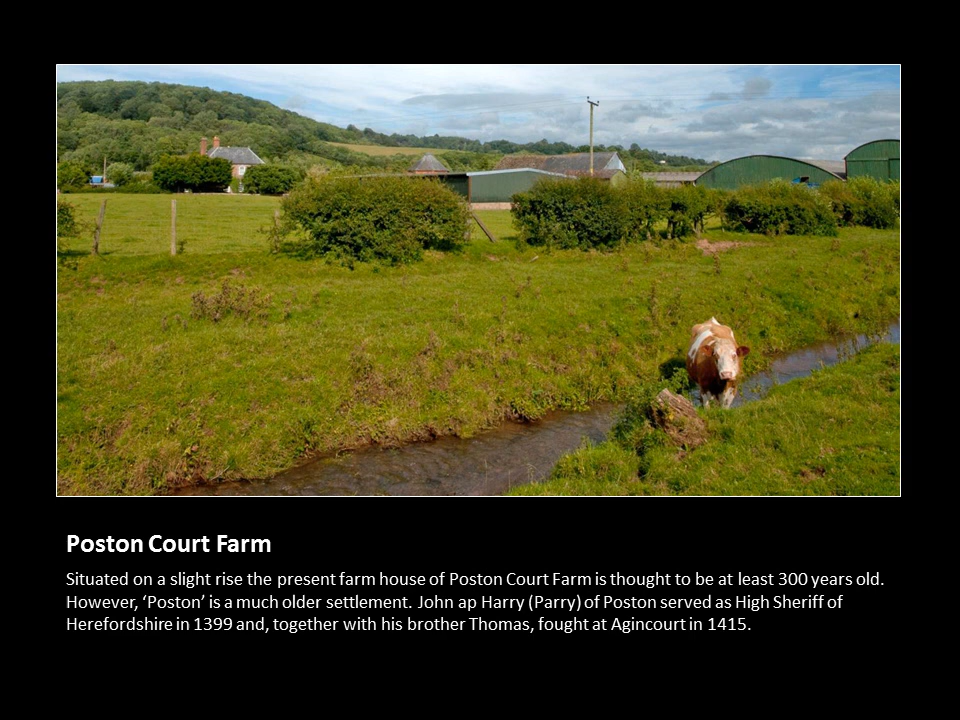 Poston Court Farm
Situated on a slight rise the present farm house of Poston Court Farm is thought to be at least 300 years old.
However, ‘Poston’ is a much older settlement. John ap Harry (Parry) of Poston served as High Sheriff of
Herefordshire in 1399 and, together with his brother Thomas, fought at Agincourt in 1415.